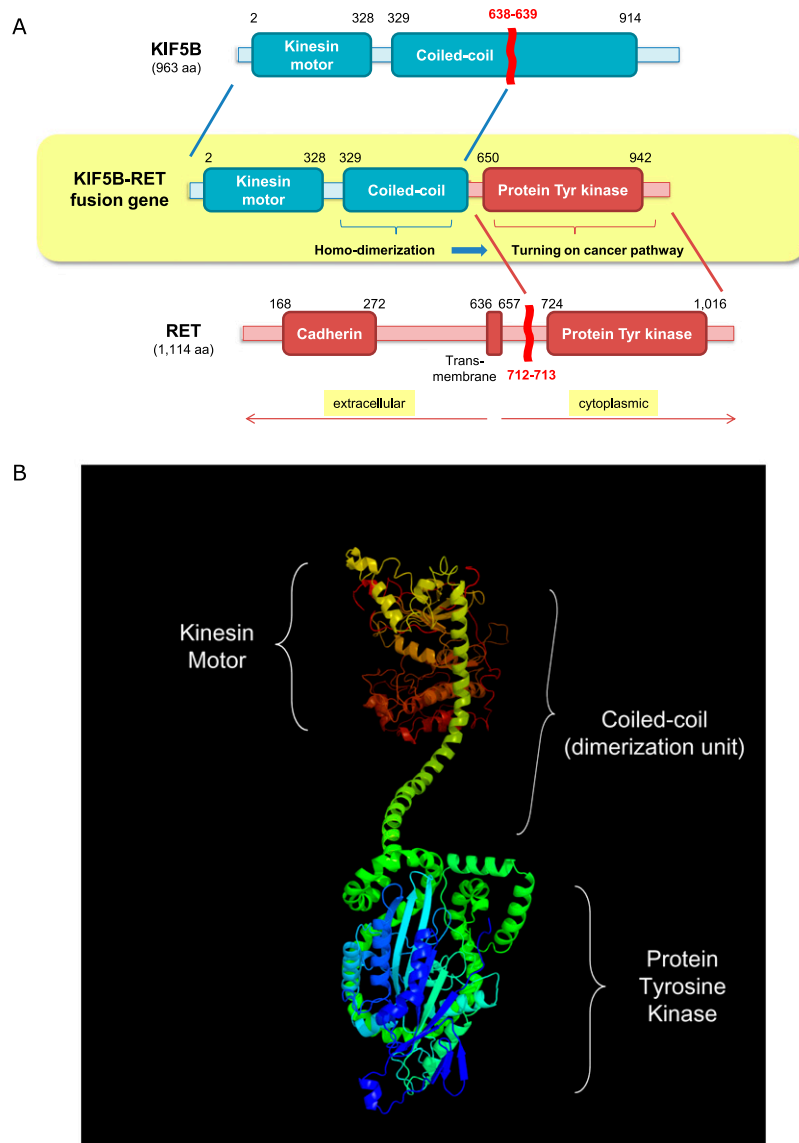 A
2 328 329 638-639 914
KIF5B
(963 aa)
Kinesin
motor
Coiled-coil
KIF5B-RET
fusion gene
2 328 329 650 942
Kinesin
motor
Coiled-coil
Protein Tyr kinase
Homo-dimerization
Turning on cancer pathway
RET
(1,114 aa)
168 272 636 657 724 1,016
Cadherin
Protein Tyr kinase
Trans-
membrane
712-713
extracellular
cytoplasmic
B
Kinesin
Motor
Coiled-coil
(dimerization unit)
Protein
Tyrosine
Kinase